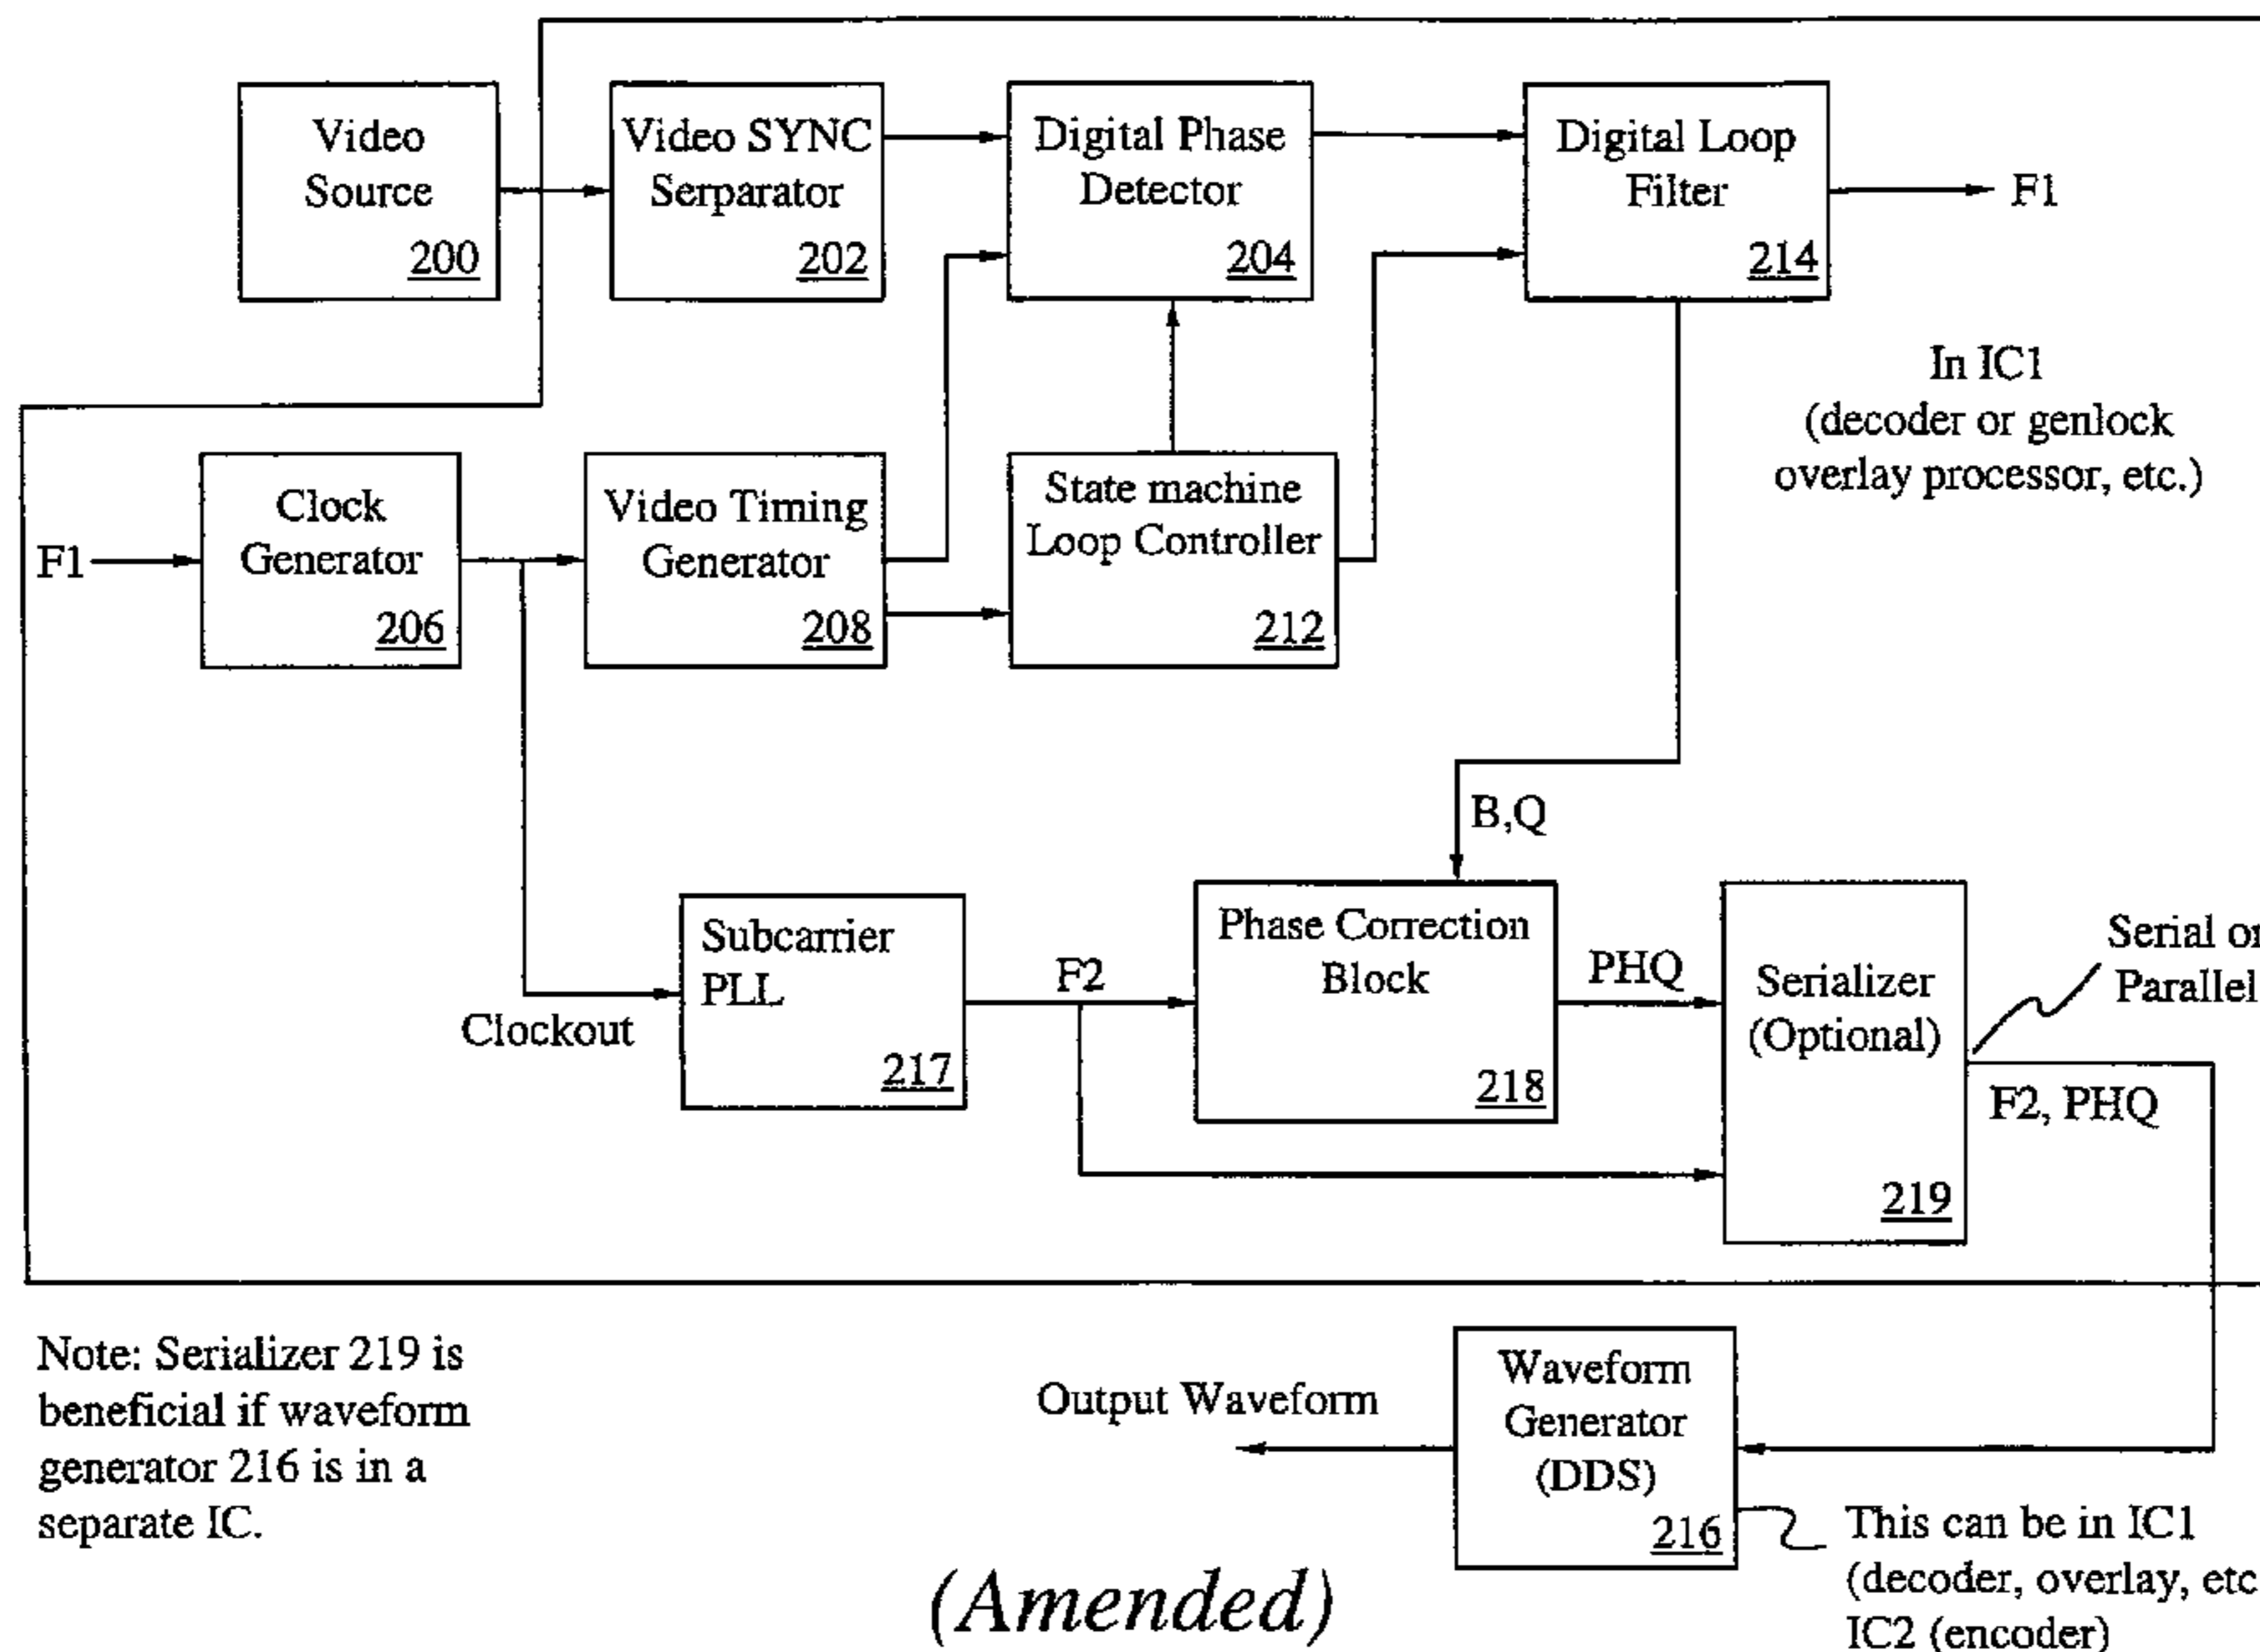 Video
Source
200
Video SYNC
Serparator
202
Digital Phase
Detector
204
Digital Loop
Filter
214
F1
In IC1
(decoder or genlock
overlay processor, etc.)
F1
Clock
Generator
206
Video Timing
Generator
208
State machine
Loop Controller
212
B,Q
Clockout
Subcarrier
PLL
217
F2
Phase Correction
Block
218
PHQ
Serializer
(Optional)
219
Serial or
Parallel
F2, PHQ
Note: Serializer 219 is
beneficial if waveform
generator 216 is in a
separate IC.
Output Waveform
Waveform
Generator
(DDS)
216
This can be in IC1
(decoder, overlay, etc
IC2 (encoder)
(Amended)